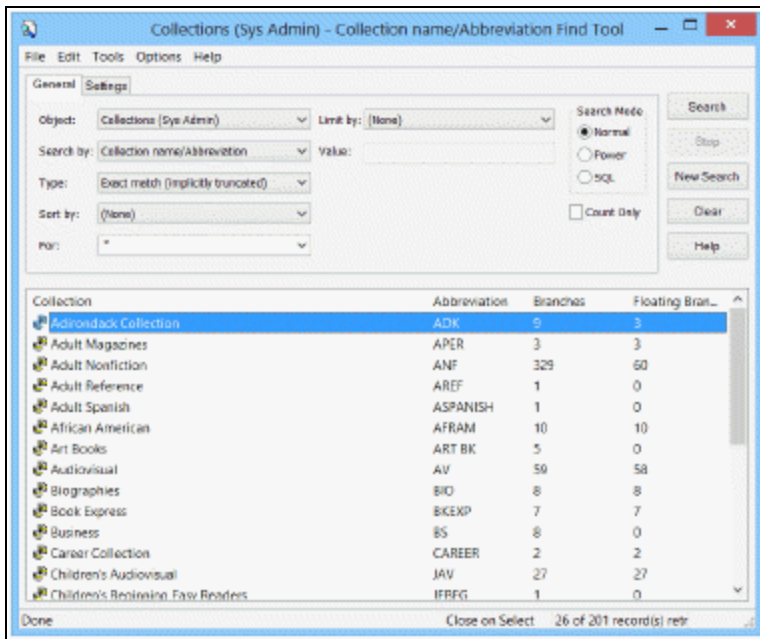 Collections (Sys Admin) - Collection name/Abbreviation Find Tool
File Edit Tools Options Help
General Settings
Object: Collections (Sys Admin) Limit by: (None) Search Mode Search
Search by: Collection name/Abbreviation Value: Normal Stop
Power
Type: Exact match (implicitly truncated) SQL New Search
Sort by: (None) Count Only Clear
For: * Help
Collection Abbreviation Branches Floating Bran...
Adirondack Collection ADK 9 3
Adult Magazines APER 3 3
Adult Nonfiction ANF 329 60
Adult Reference AREF 1 0
Adult Spanish ASPANISH 1 0
African American AFRAM 10 10
Art Books ART BK 5 0
Audiovisual AV 59 58
Biographies BIO 8 8
Book Express BKEXP 7 7
Business BS 8 0
Career Collection CAREER 2 2
Children's Audiovisual JAV 27 27
Children's Beginning Easy Readers 1 0
Done Close on Select 26 of 201 record(s) retr